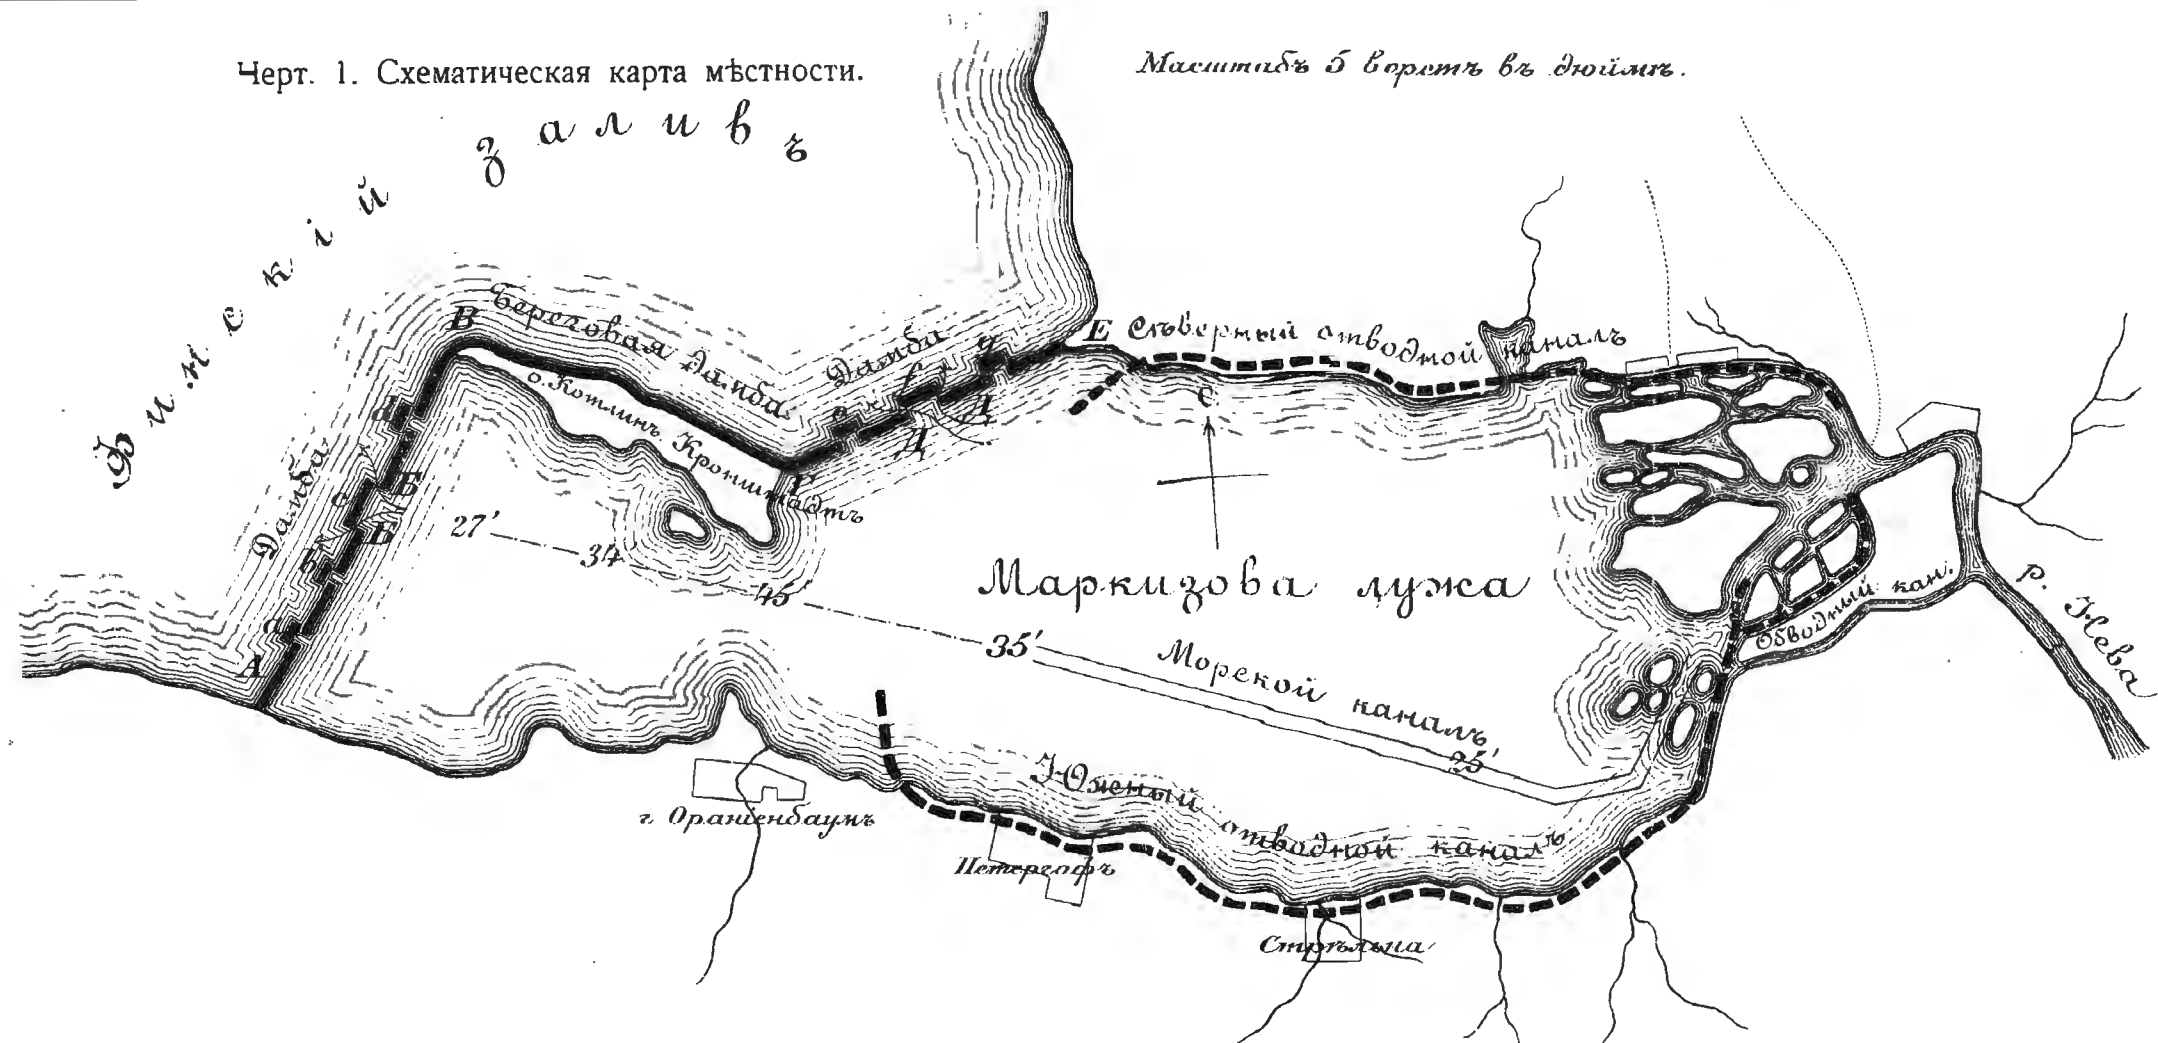 Черт. 1. Схематическая карта мѣстности.
Масштабъ 5 верстъ въ дюймѣ.
Финскій заливъ
Береговая Дамба
Дамба
В
Е
Сѣверный отводной каналъ
о. Котлинъ
Кронштадтъ
Г
Д
Д
С
Дамба
d
c
b
a
Б
Б
А
27'
34'
45'
35'
25'
Маркизова лужа
Морской каналъ
Обводный кан.
р. Нева
Южный отводной каналъ
г. Ораніенбаумъ
Петергофъ
Стрѣльна